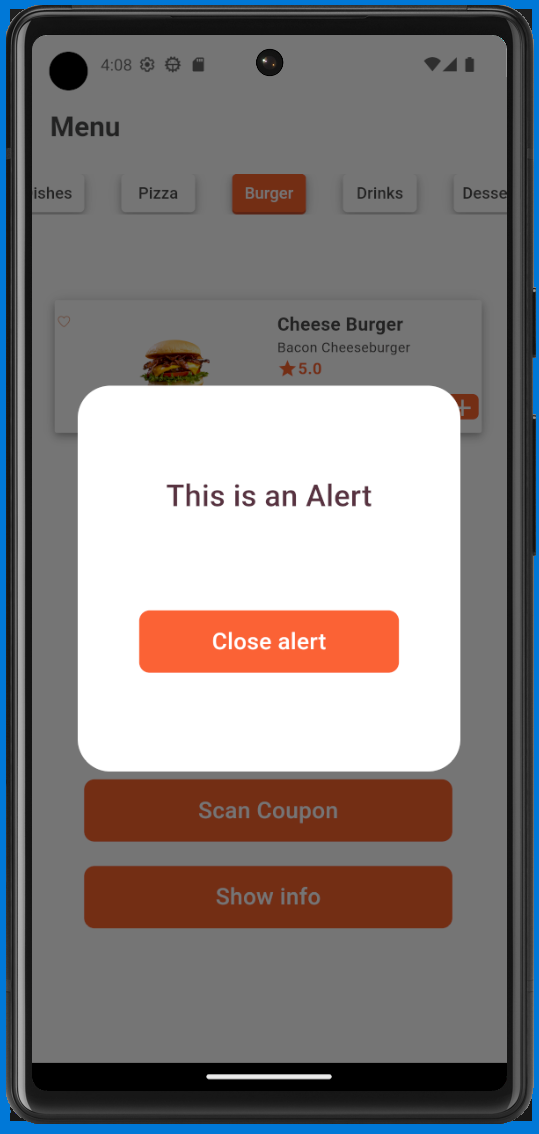 4:08
Menu
ishes
Pizza
Burger
Drinks
Desse
Cheese Burger
Bacon Cheeseburger
5.0
+
This is an Alert
Close alert
Scan Coupon
Show info